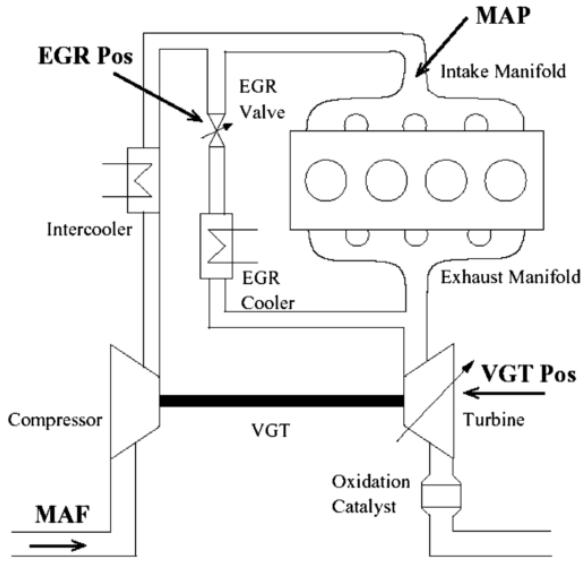 MAP
EGR Pos
Intake Manifold
EGR
Valve
Intercooler
EGR
Cooler
Exhaust Manifold
VGT Pos
Compressor
VGT
Turbine
Oxidation
Catalyst
MAF